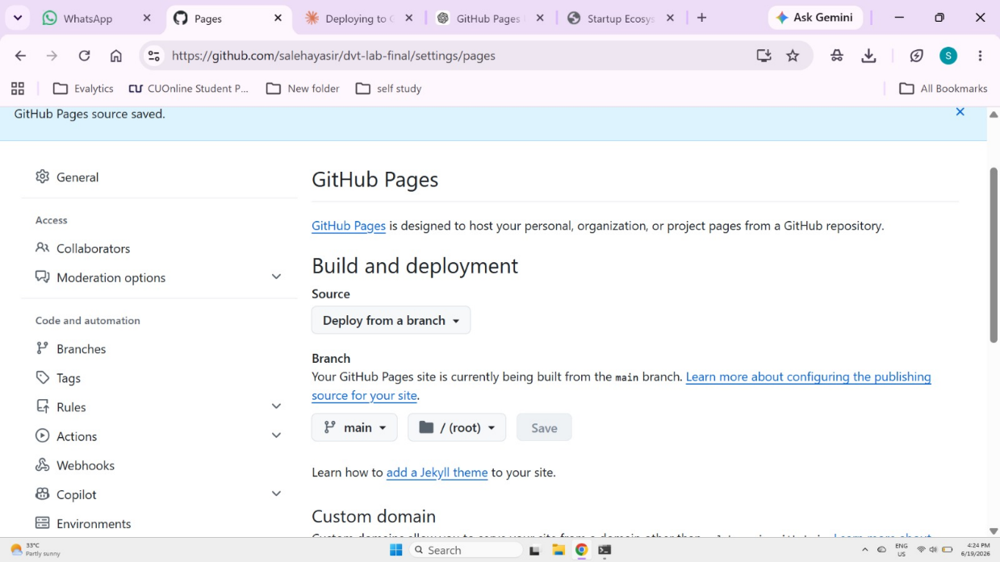 WhatsApp
Pages
Deploying to
GitHub Pages
Startup Ecosys
Ask Gemini
https://github.com/salehayasir/dvt-lab-final/settings/pages
S
Evalytics
CU CUOnline Student P...
New folder
self study
All Bookmarks
GitHub Pages source saved.
General
Access
Collaborators
Moderation options
Code and automation
Branches
Tags
Rules
Actions
Webhooks
Copilot
Environments
GitHub Pages
GitHub Pages is designed to host your personal, organization, or project pages from a GitHub repository.
Build and deployment
Source
Deploy from a branch
Branch
Your GitHub Pages site is currently being built from the main branch. Learn more about configuring the publishing
source for your site.
main
/ (root)
Save
Learn how to add a Jekyll theme to your site.
Custom domain
33°C
Partly sunny
Search
ENG
US
4:24 PM
6/19/2026